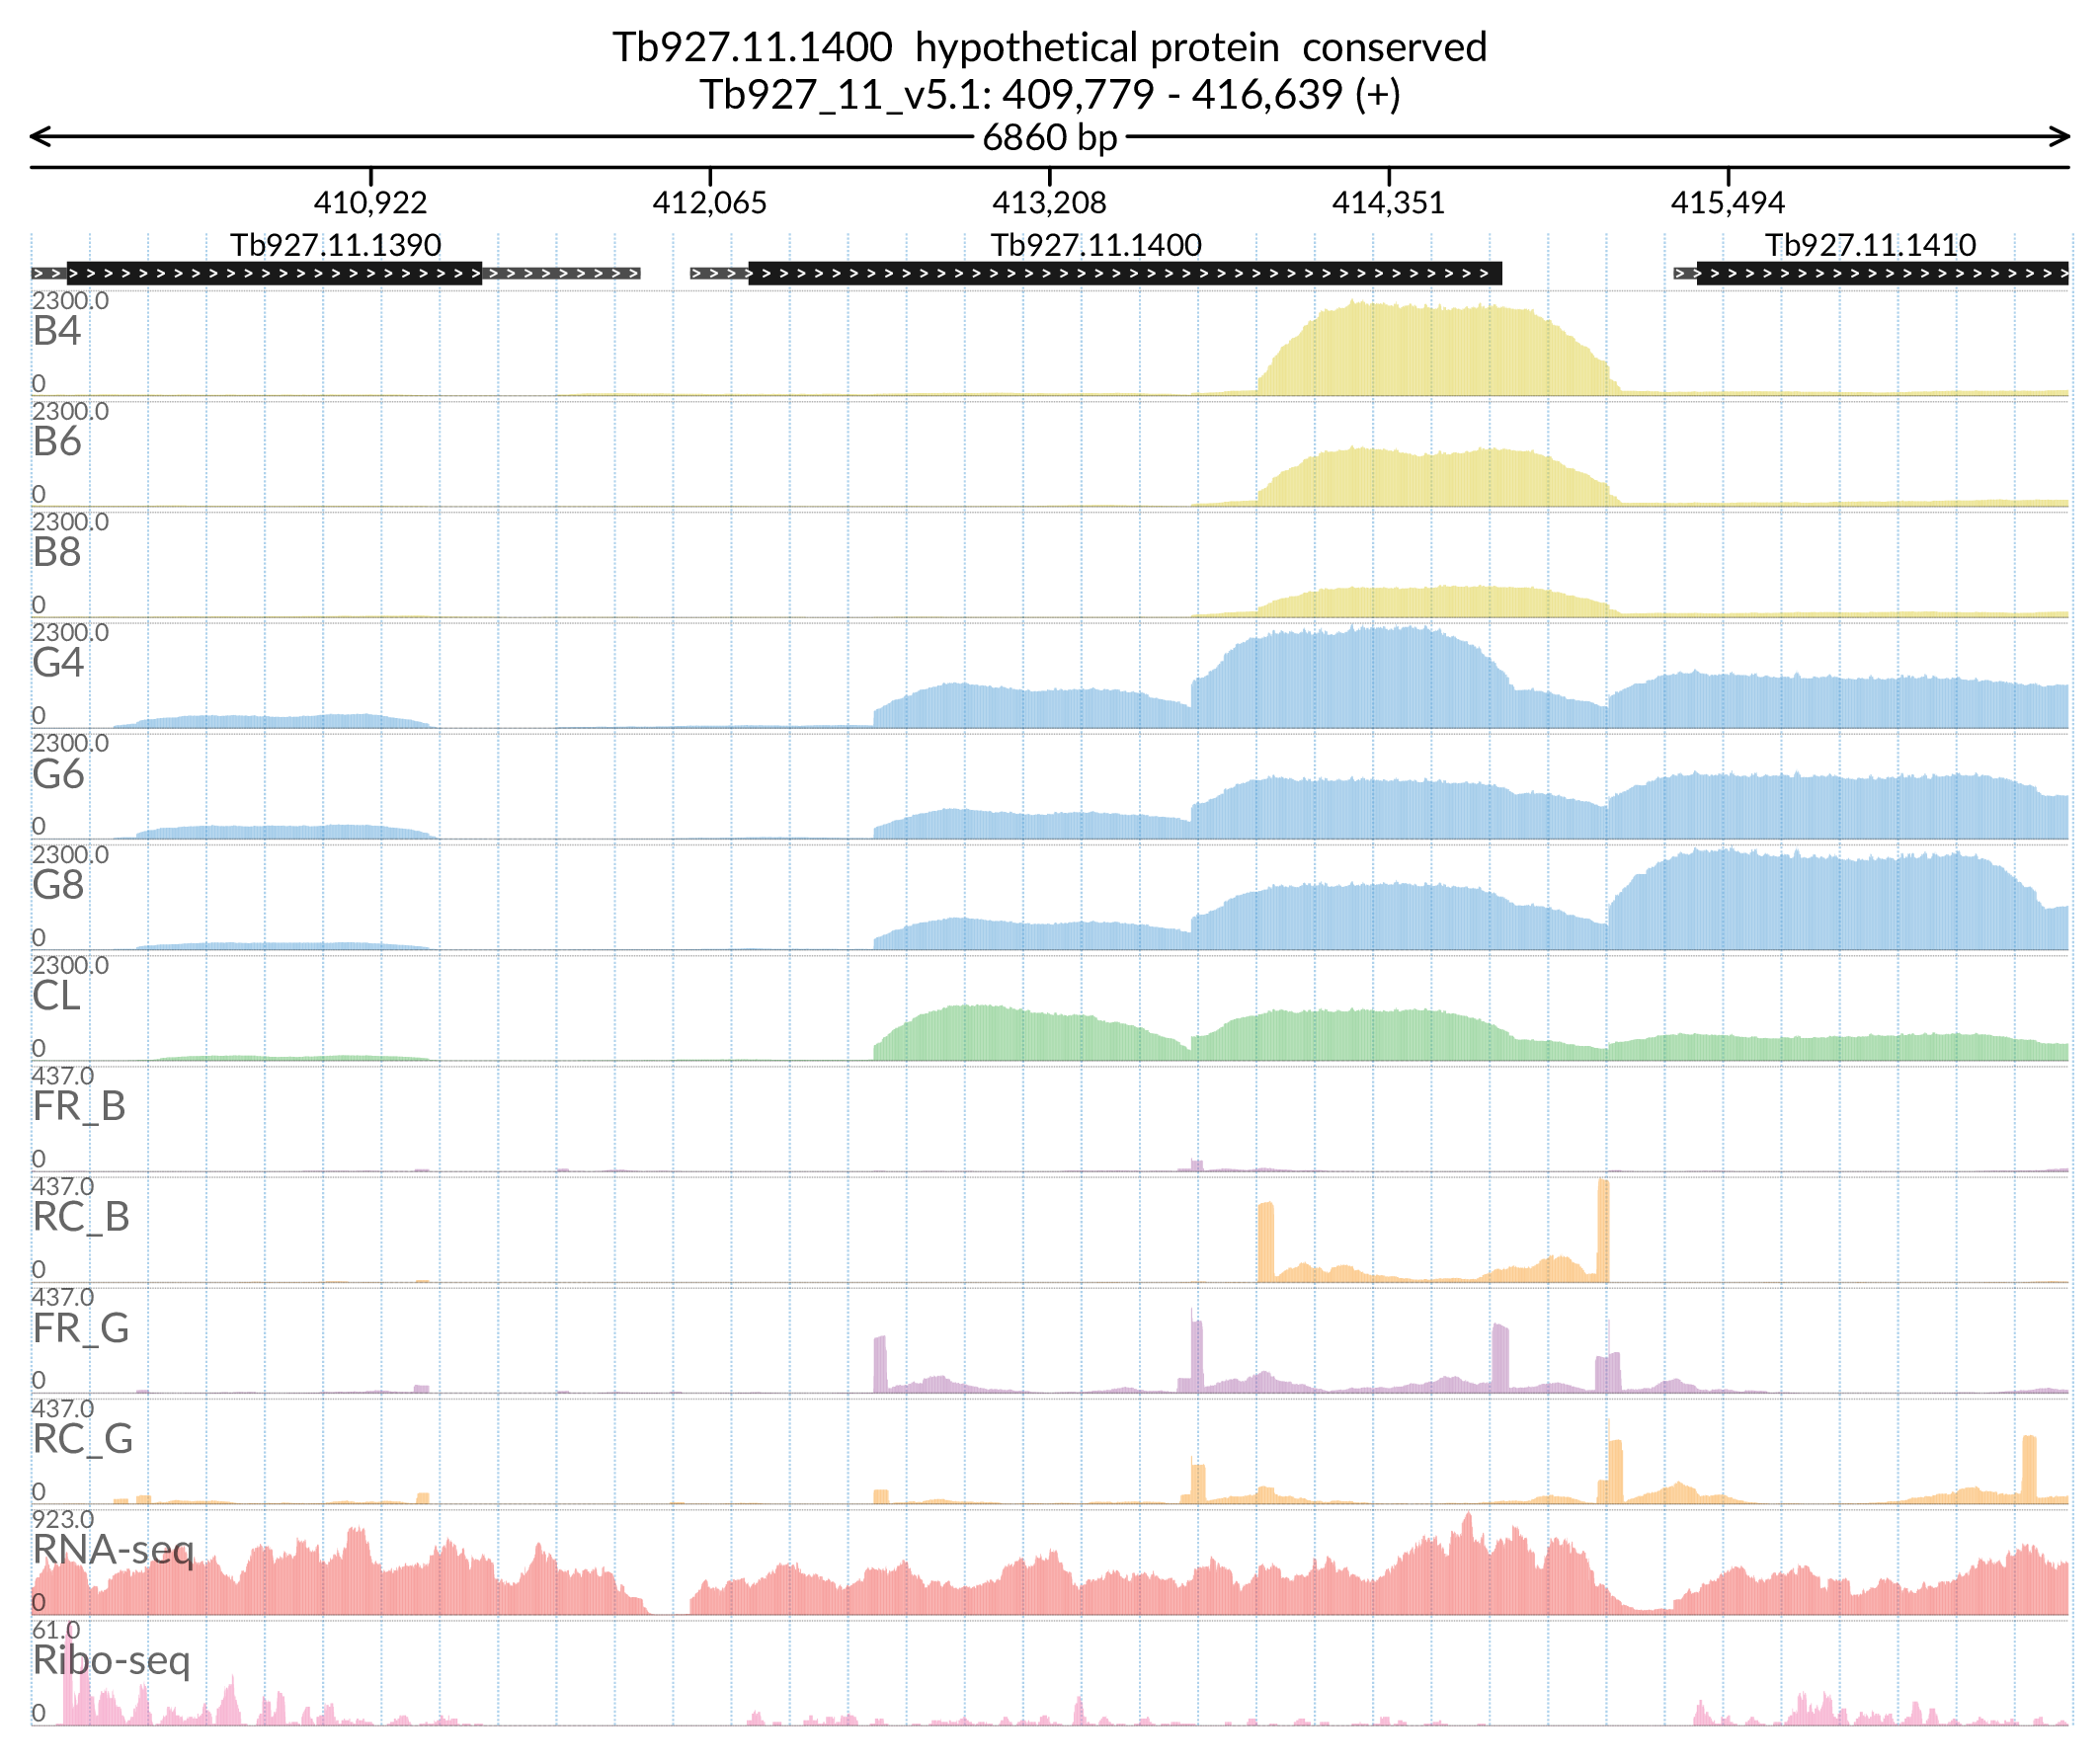 Tb927.11.1400 hypothetical protein conserved
Tb927_11_v5.1: 409,779 - 416,639 (+)
6860 bp
410,922 412,065 413,208 414,351 415,494
Tb927.11.1390 Tb927.11.1400 Tb927.11.1410
2300.0
B4
0
2300.0
B6
0
2300.0
B8
0
2300.0
G4
0
2300.0
G6
0
2300.0
G8
0
2300.0
CL
0
437.0
FR_B
0
437.0
RC_B
0
437.0
FR_G
0
437.0
RC_G
0
923.0
RNA-seq
0
61.0
Ribo-seq
0